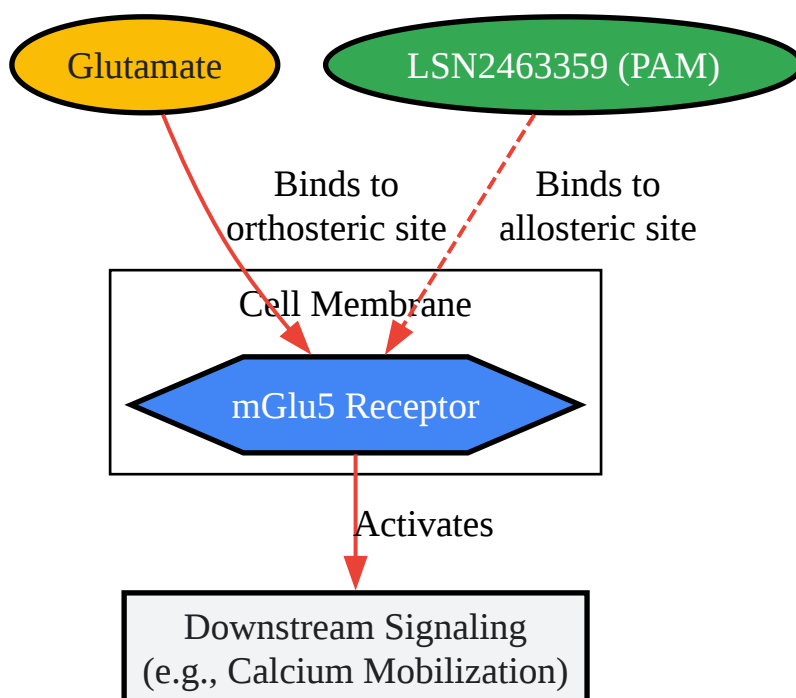 Glutamate
LSN2463359 (PAM)
Binds to
orthosteric site
Binds to
allosteric site
Cell Membrane
mGlu5 Receptor
Activates
Downstream Signaling
(e.g., Calcium Mobilization)